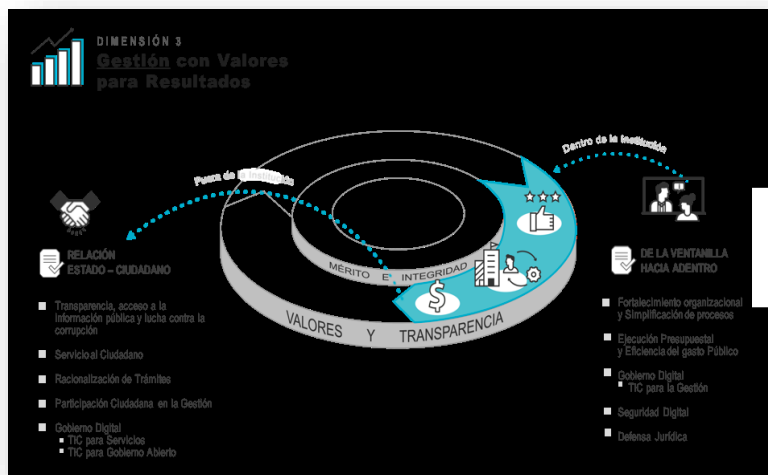 DIMENSIÓN 3
Gestión con Valores
para Resultados
Fuera de la Institución
Dentro de la Institución
RELACIÓN
ESTADO – CIUDADANO
Transparencia, acceso a la
Información pública y lucha contra la
corrupción
Servicio al Ciudadano
Racionalización de Trámites
Participación Ciudadana en la Gestión
Gobierno Digital
TIC para Servicios
TIC para Gobierno Abierto
MÉRITO E INTEGRIDAD
VALORES Y TRANSPARENCIA
$
DE LA VENTANILLA
HACIA ADENTRO
Fortalecimiento organizacional
y Simplificación de procesos
Ejecución Presupuestal
y Eficiencia del gasto Público
Gobierno Digital
TIC para la Gestión
Seguridad Digital
Defensa Jurídica